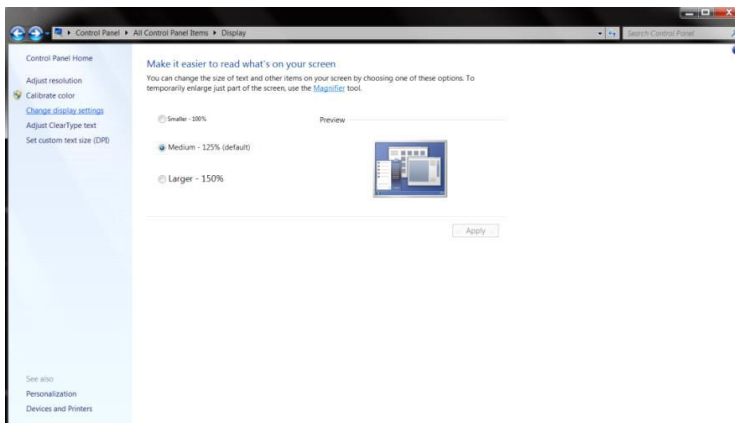 Control Panel ▸ All Control Panel Items ▸ Display
Search Control Panel
Control Panel Home
Adjust resolution
Calibrate color
Change display settings
Adjust ClearType text
Set custom text size (DPI)
See also
Personalization
Devices and Printers
Make it easier to read what's on your screen
You can change the size of text and other items on your screen by choosing one of these options. To
temporarily enlarge just part of the screen, use the Magnifier tool.
Smaller - 100%
Preview
Medium - 125% (default)
Larger - 150%
Apply